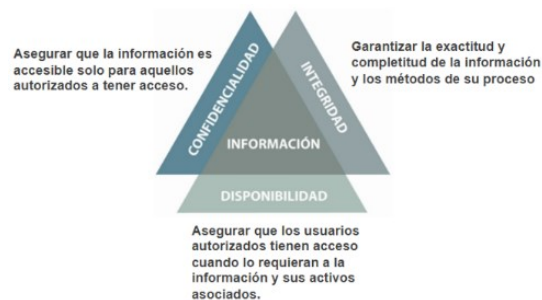 Asegurar que la información es
accesible solo para aquellos
autorizados a tener acceso.
CONFIDENCIALIDAD
INTEGRIDAD
Garantizar la exactitud y
completitud de la información
y los métodos de su proceso
INFORMACIÓN
DISPONIBILIDAD
Asegurar que los usuarios
autorizados tienen acceso
cuando lo requieran a la
información y sus activos
asociados.